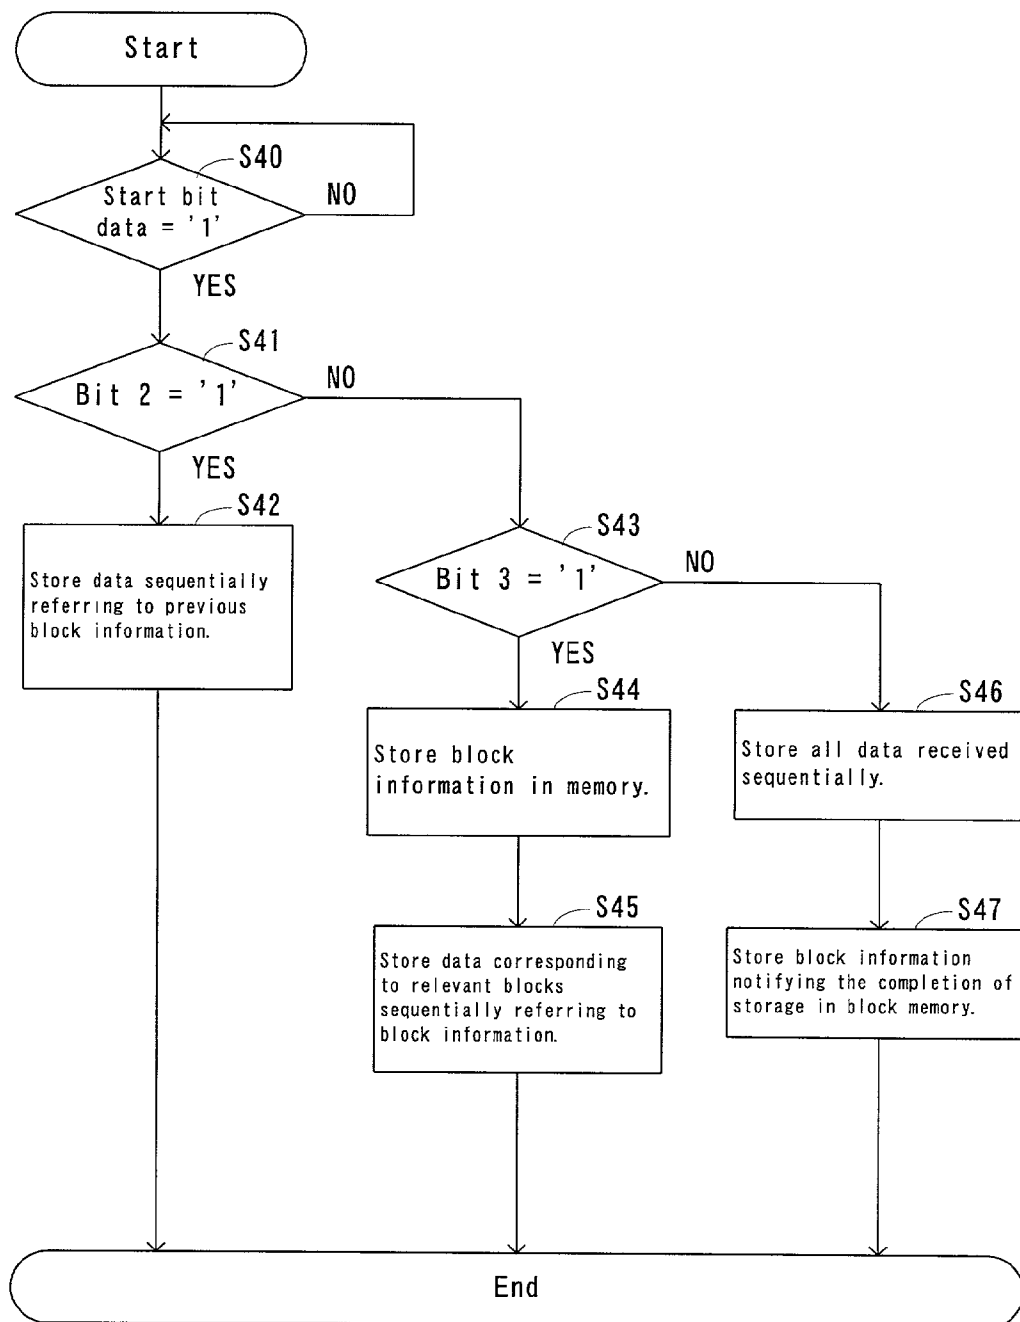 Start
S40
Start bit
data = '1'
NO
YES
S41
Bit 2 = '1'
NO
YES
S42
Store data sequentially
referring to previous
block information.
S43
Bit 3 = '1'
NO
YES
S44
Store block
information in memory.
S46
Store all data received
sequentially.
S45
Store data corresponding
to relevant blocks
sequentially referring to
block information.
S47
Store block information
notifying the completion of
storage in block memory.
End